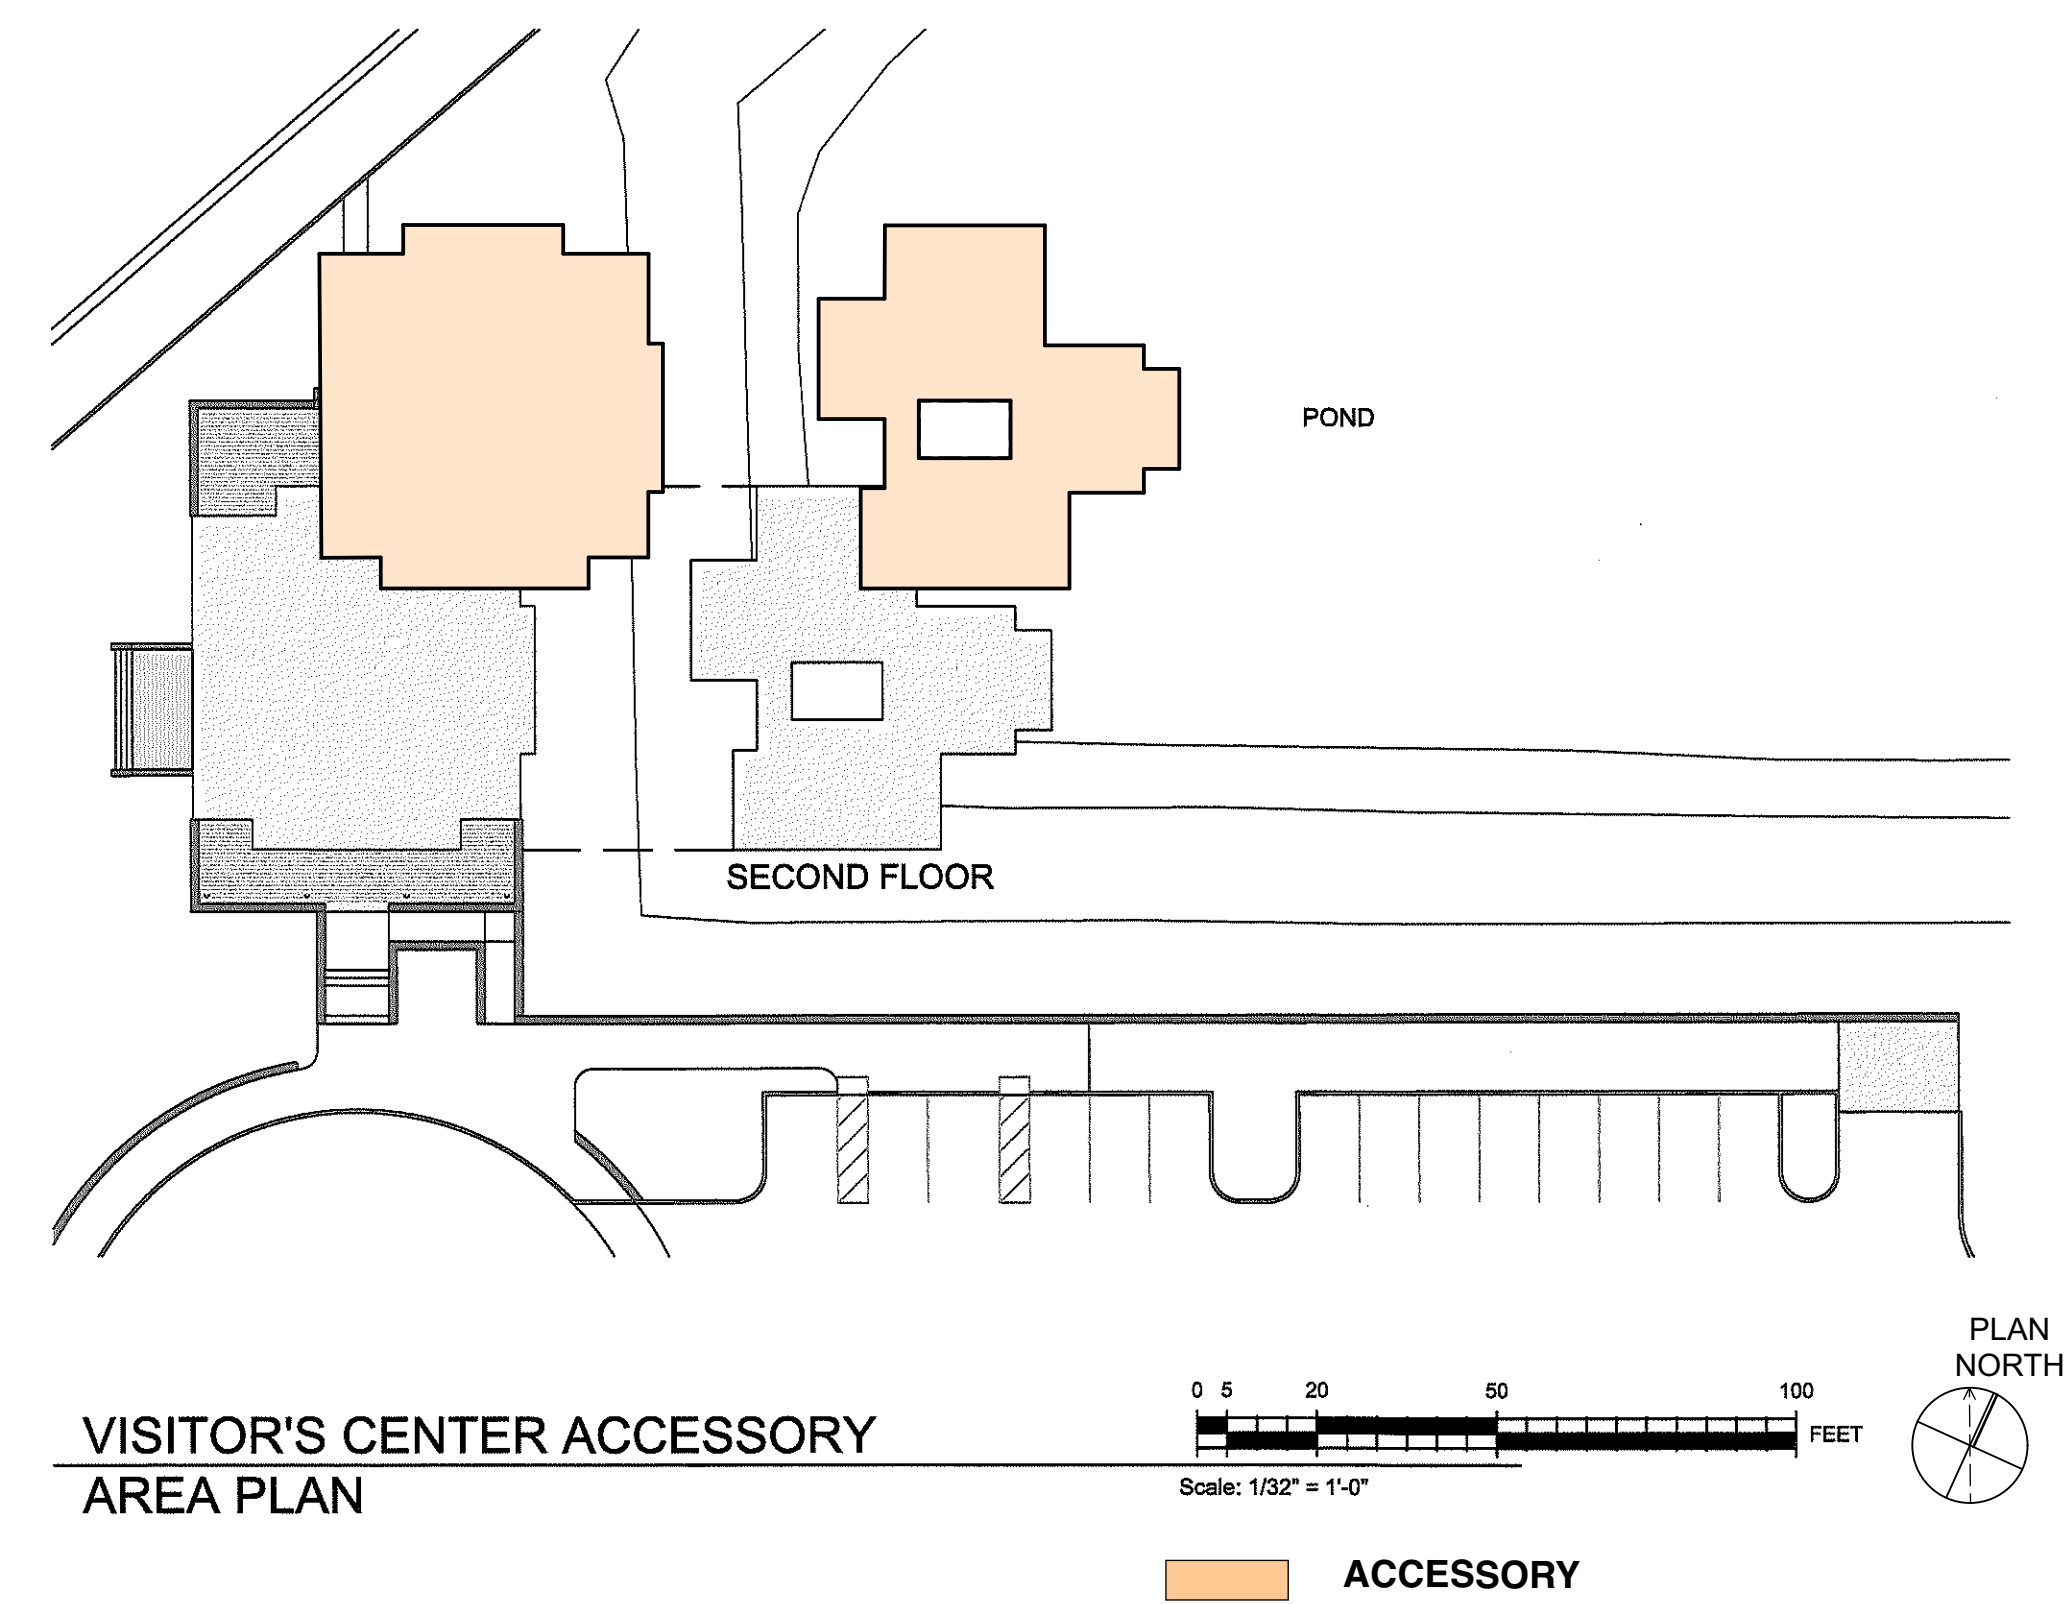 POND
SECOND FLOOR
PLAN
NORTH
0 5 20 50 100
FEET
Scale: 1/32" = 1'-0"
VISITOR'S CENTER ACCESSORY
AREA PLAN
ACCESSORY